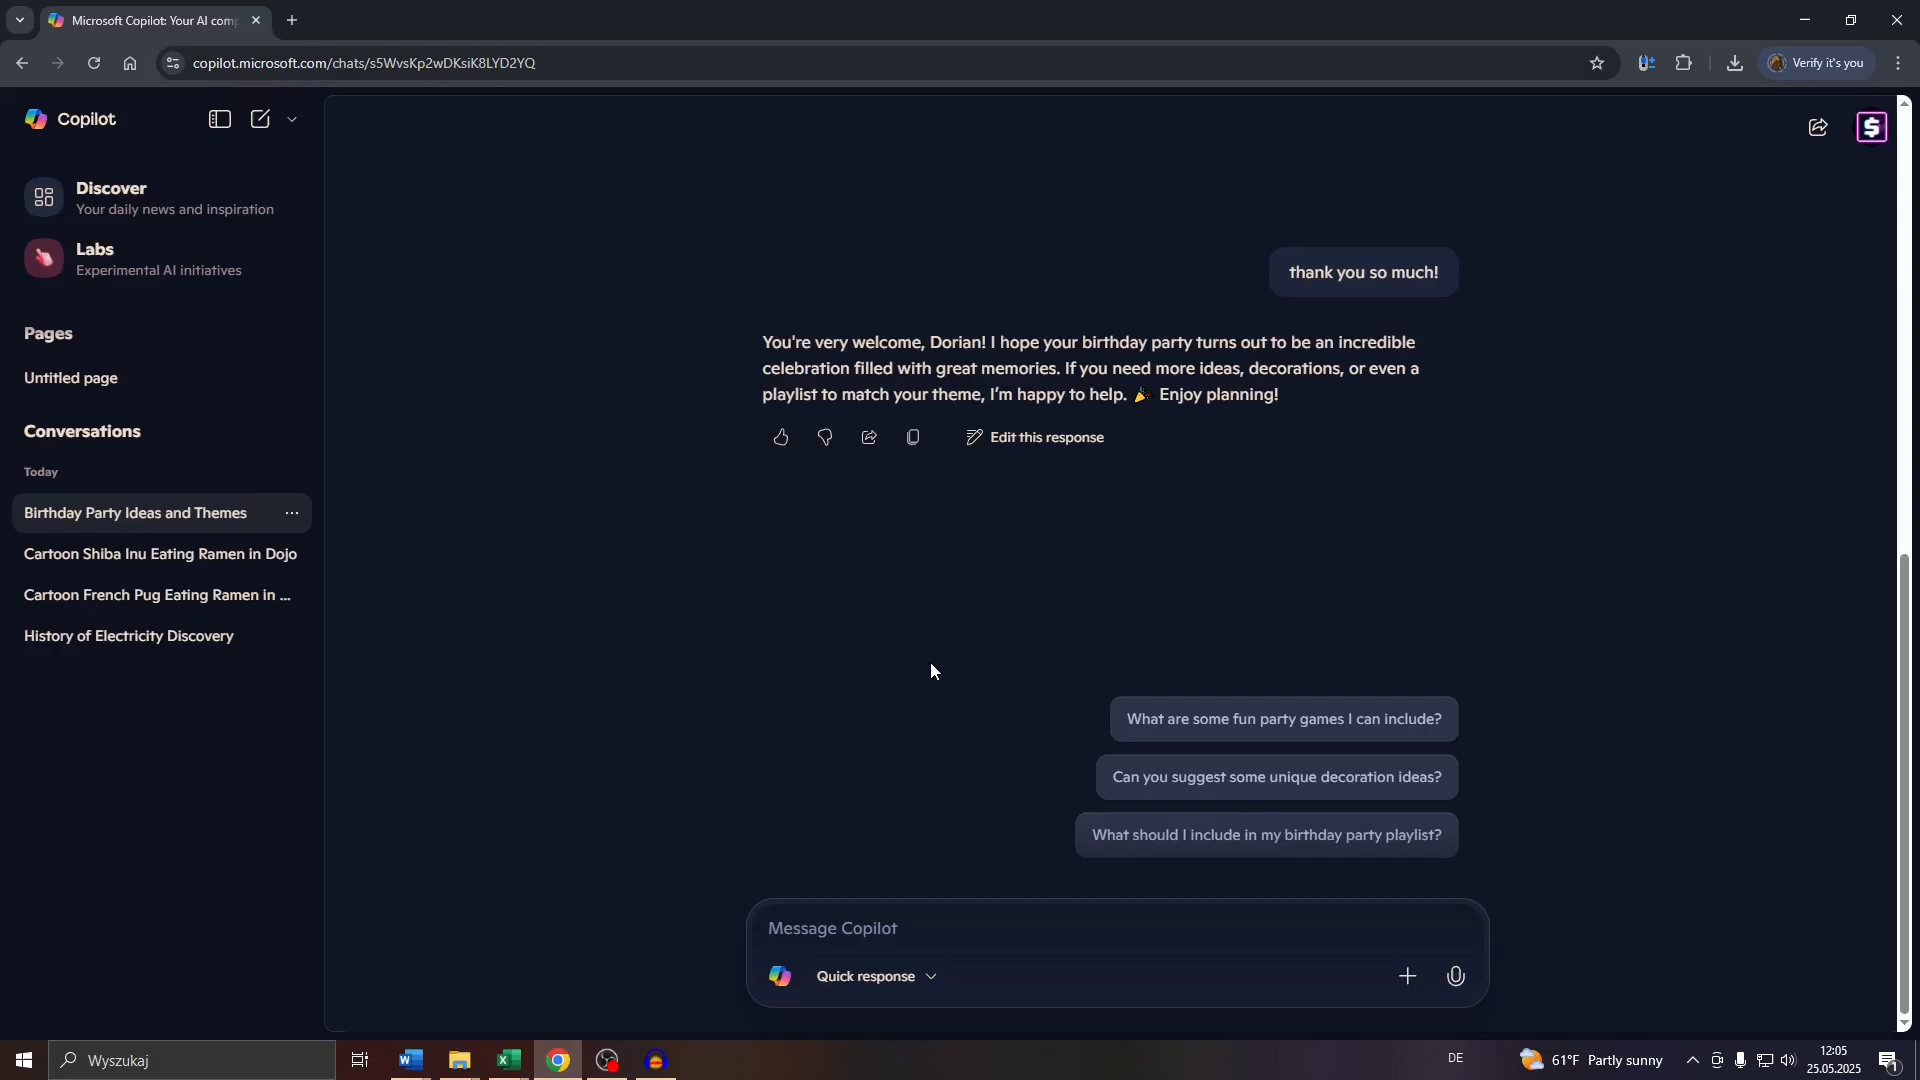 Microsoft Copilot: Your AI comp
copilot.microsoft.com/chats/s5WvsKp2wDKsiK8LYD2YQ
Verify it's you
Copilot
Discover
Your daily news and inspiration
Labs
Experimental AI initiatives
Pages
Untitled page
Conversations
Today
Birthday Party Ideas and Themes
Cartoon Shiba Inu Eating Ramen in Dojo
Cartoon French Pug Eating Ramen in ...
History of Electricity Discovery
thank you so much!
You're very welcome, Dorian! I hope your birthday party turns out to be an incredible
celebration filled with great memories. If you need more ideas, decorations, or even a
playlist to match your theme, I'm happy to help. 🎉 Enjoy planning!
Edit this response
What are some fun party games I can include?
Can you suggest some unique decoration ideas?
What should I include in my birthday party playlist?
Message Copilot
Quick response
Wyszukaj
DE
61°F Partly sunny
12:05
25.05.2025
1